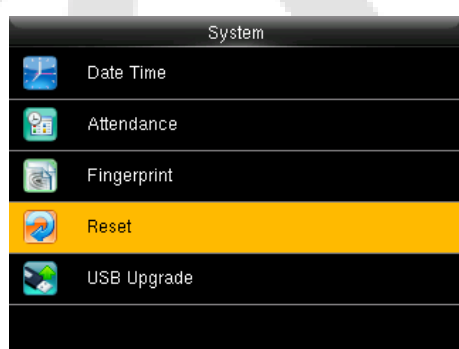 System
Date Time
Attendance
Fingerprint
Reset
USB Upgrade